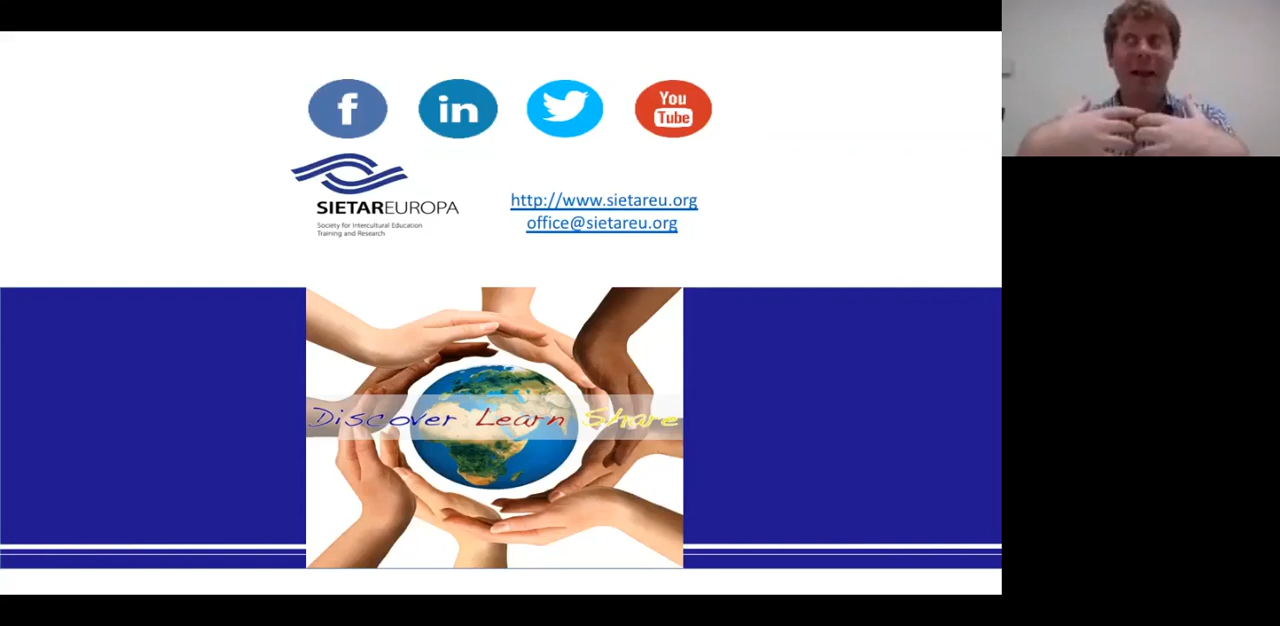 f
in
You
Tube
SIETAREUROPA
Society for Intercultural Education
Training and Research
http://www.sietareu.org
office@sietareu.org
Discover Learn Share